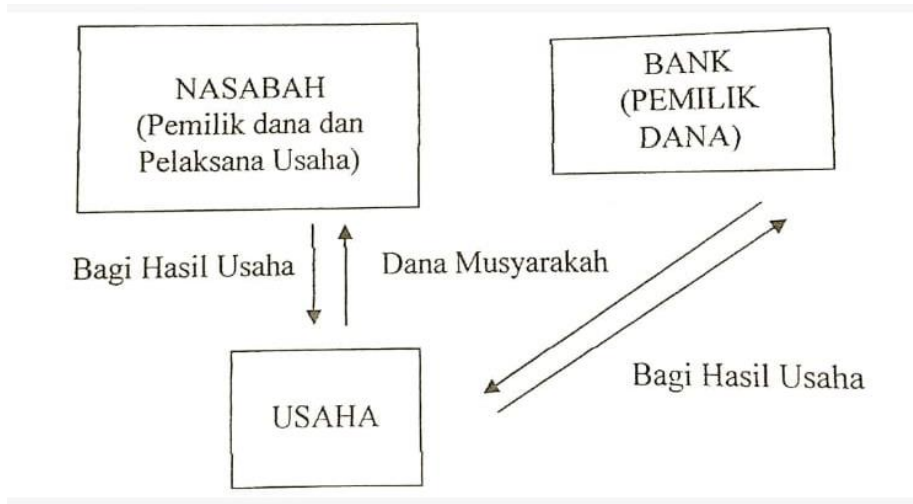 NASABAH
(Pemilik dana dan
Pelaksana Usaha)
BANK
(PEMILIK
DANA)
Bagi Hasil Usaha
Dana Musyarakah
Bagi Hasil Usaha
USAHA